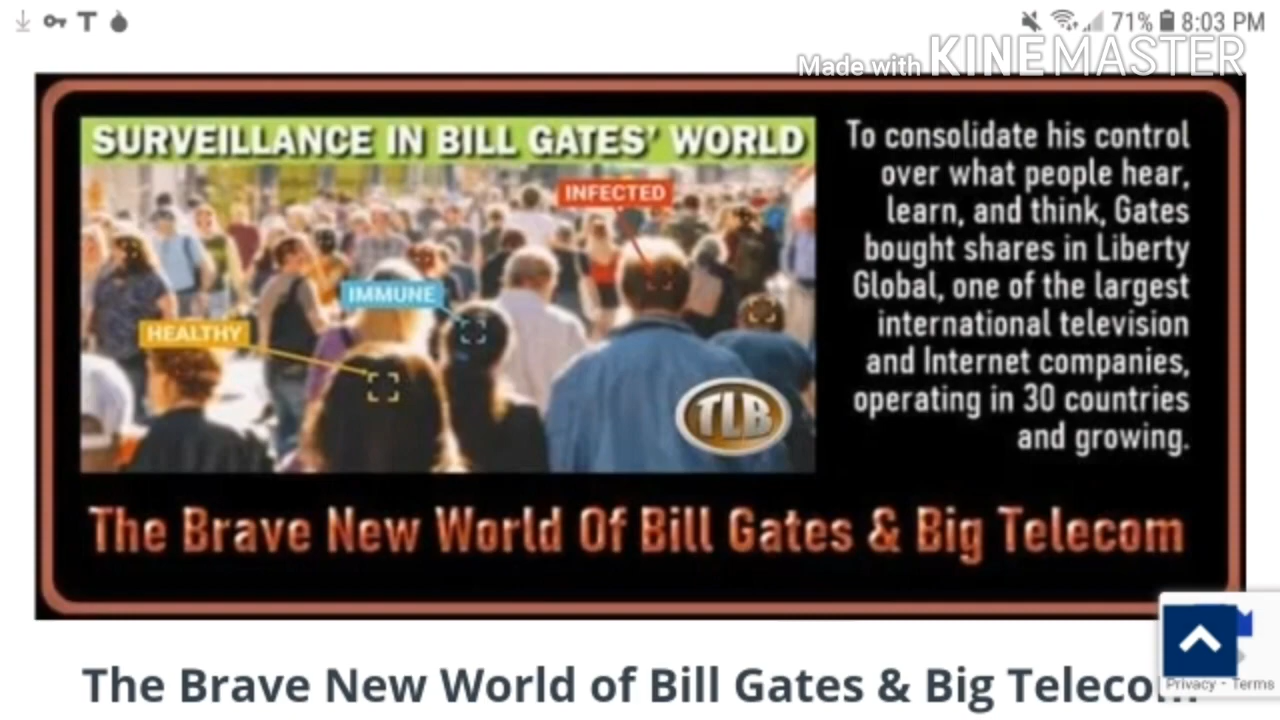 T
71% 8:03 PM
Made with KINEMASTER
SURVEILLANCE IN BILL GATES' WORLD
INFECTED
IMMUNE
HEALTHY
TLB
To consolidate his control
over what people hear,
learn, and think, Gates
bought shares in Liberty
Global, one of the largest
international television
and Internet companies,
operating in 30 countries
and growing.
The Brave New World Of Bill Gates & Big Telecom
The Brave New World of Bill Gates & Big Telecom
Privacy - Terms